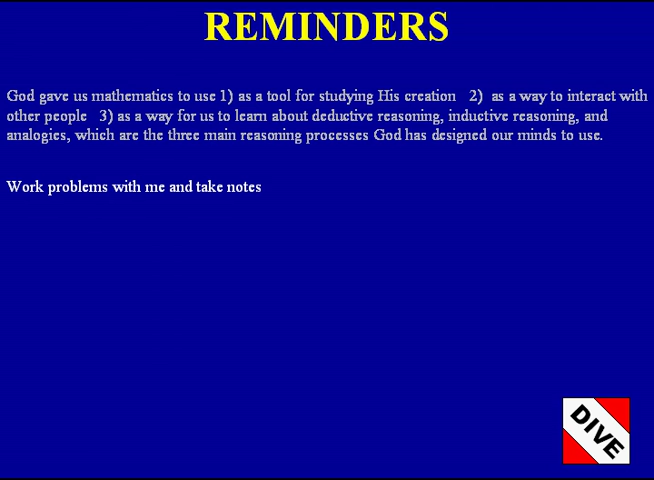 REMINDERS
God gave us mathematics to use 1) as a tool for studying His creation 2) as a way to interact with
other people 3) as a way for us to learn about deductive reasoning, inductive reasoning, and
analogies, which are the three main reasoning processes God has designed our minds to use.
Work problems with me and take notes
DIVE